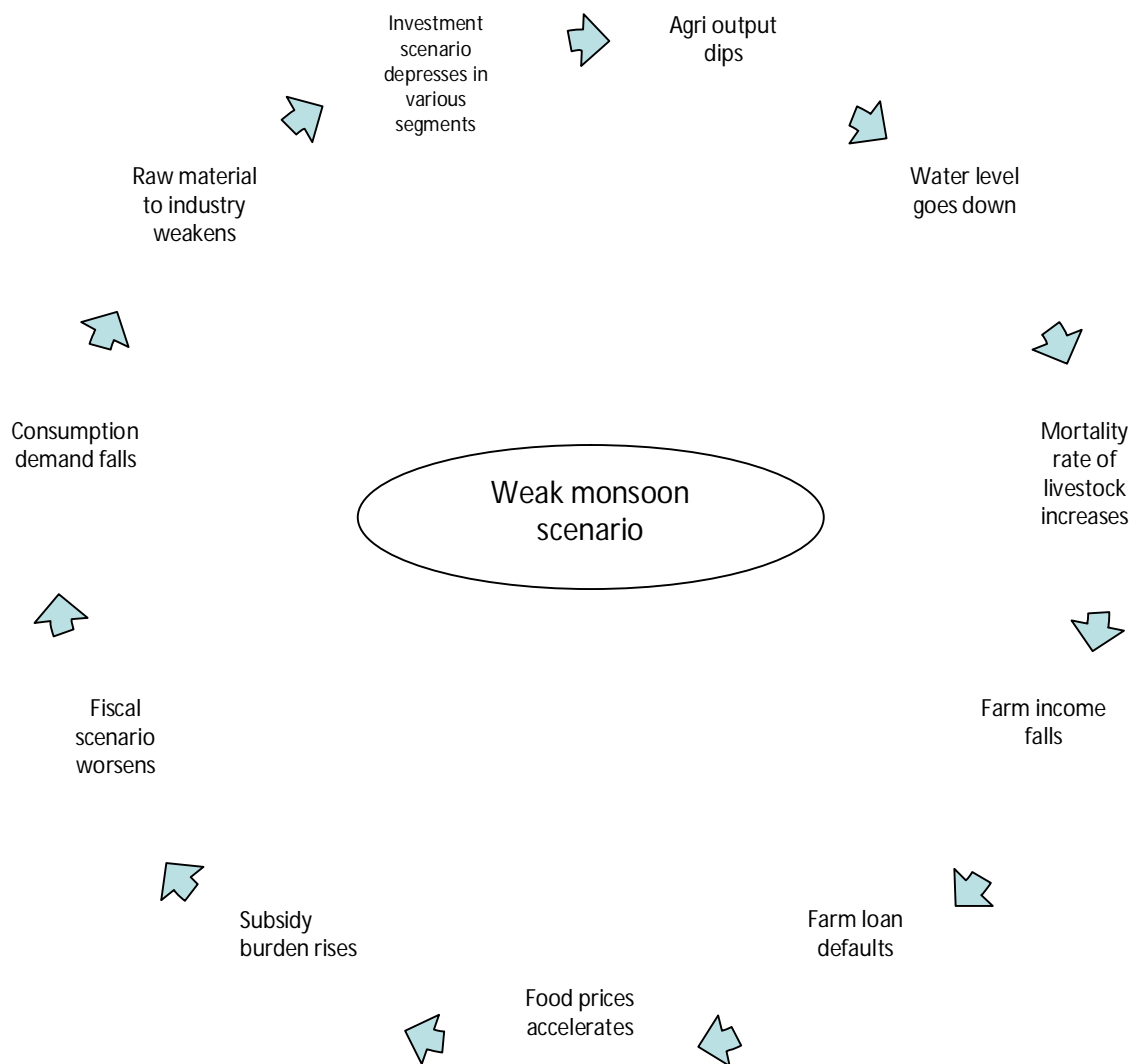 Investment
scenario
depresses in
various
segments
Agri output
dips
Water level
goes down
Mortality
rate of
livestock
increases
Farm income
falls
Farm loan
defaults
Food prices
accelerates
Subsidy
burden rises
Fiscal
scenario
worsens
Consumption
demand falls
Raw material
to industry
weakens
Weak monsoon
scenario